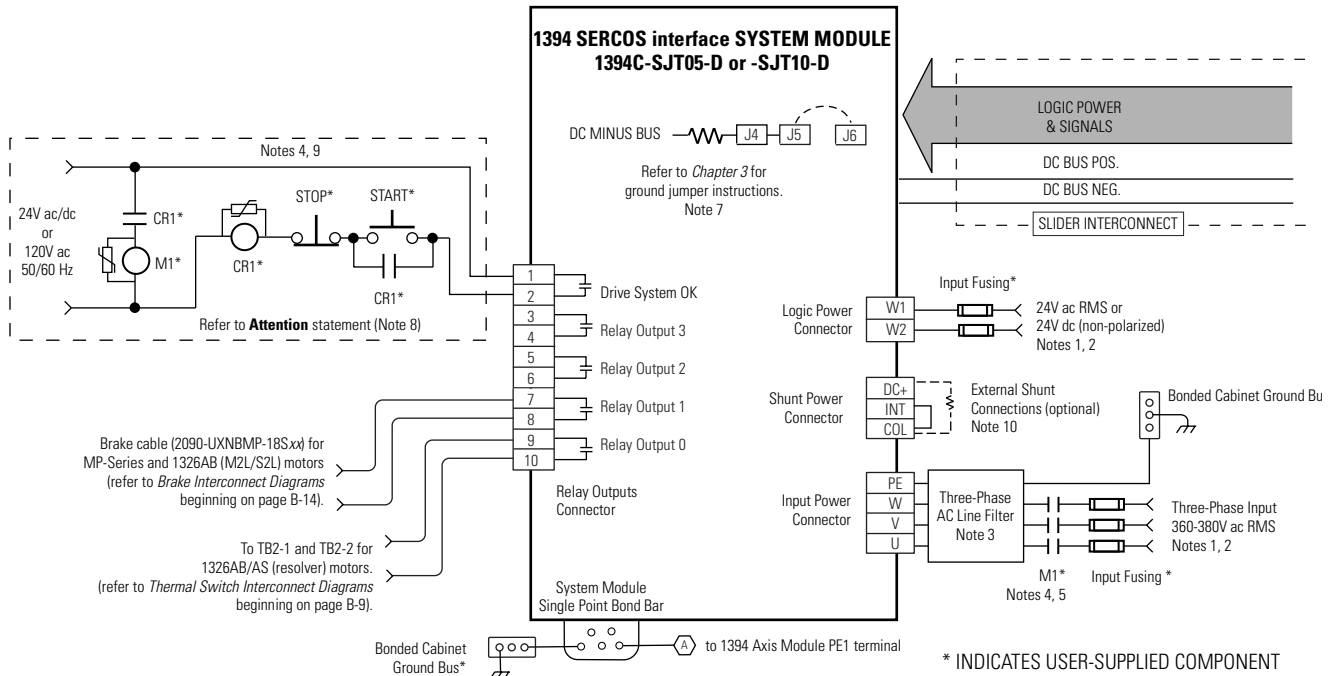 1394 SERCOS interface SYSTEM MODULE
1394C-SJT05-D or -SJT10-D
DC MINUS BUS
J4
J5
J6
Refer to Chapter 3 for
ground jumper instructions.
Note 7
LOGIC POWER
& SIGNALS
DC BUS POS.
DC BUS NEG.
SLIDER INTERCONNECT
Notes 4, 9
24V ac/dc
or
120V ac
50/60 Hz
CR1*
M1*
CR1*
STOP*
START*
CR1*
Refer to Attention statement (Note 8)
1
2
3
4
5
6
7
8
9
10
Drive System OK
Relay Output 3
Relay Output 2
Relay Output 1
Relay Output 0
Relay Outputs
Connector
Brake cable (2090-UXNBMP-18Sxx) for
MP-Series and 1326AB (M2L/S2L) motors
(refer to Brake Interconnect Diagrams
beginning on page B-14).
To TB2-1 and TB2-2 for
1326AB/AS (resolver) motors.
(refer to Thermal Switch Interconnect Diagrams
beginning on page B-9).
Logic Power
Connector
W1
W2
Input Fusing*
24V ac RMS or
24V dc (non-polarized)
Notes 1, 2
Shunt Power
Connector
DC+
INT
COL
External Shunt
Connections (optional)
Note 10
Bonded Cabinet Ground Bu
Input Power
Connector
PE
W
V
U
Three-Phase
AC Line Filter
Note 3
Three-Phase Input
360-380V ac RMS
Notes 1, 2
M1*
Notes 4, 5
Input Fusing *
System Module
Single Point Bond Bar
Bonded Cabinet
Ground Bus*
A
to 1394 Axis Module PE1 terminal
* INDICATES USER-SUPPLIED COMPONENT